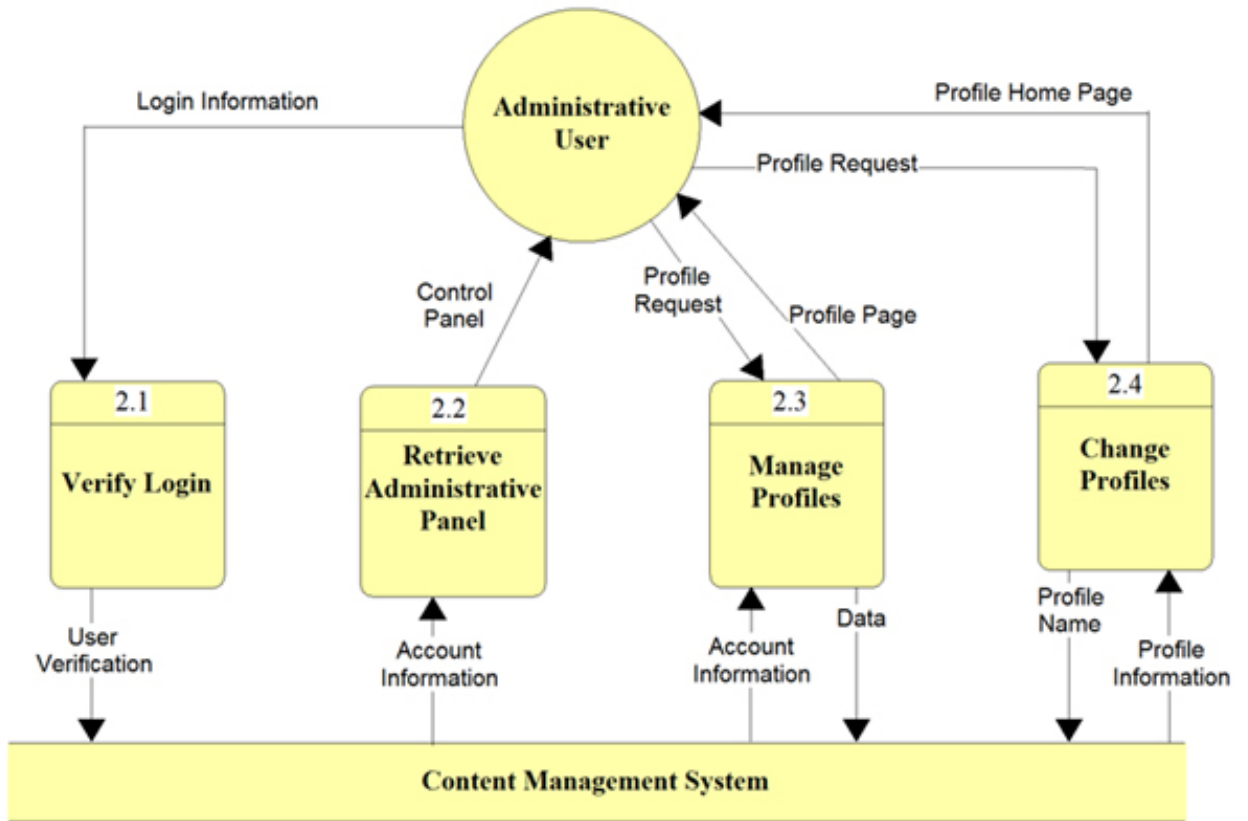 Login Information
Administrative
User
Profile Home Page
Profile Request
Control
Panel
Profile
Request
Profile Page
2.1
Verify Login
2.2
Retrieve
Administrative
Panel
2.3
Manage
Profiles
2.4
Change
Profiles
User
Verification
Account
Information
Account
Information
Data
Profile
Name
Profile
Information
Content Management System